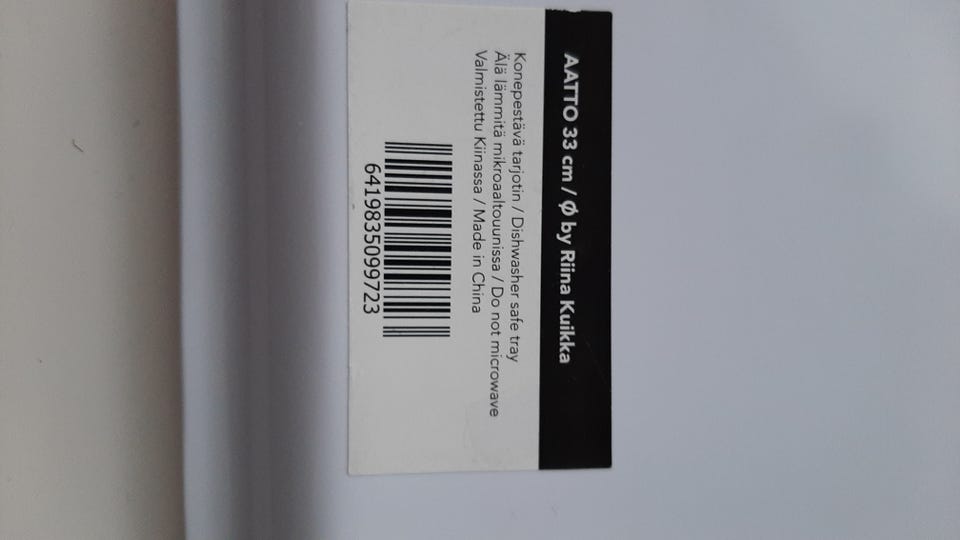 AATTO 33 cm / Ø by Riina Kuikka
Konepestävä tarjotin / Dishwasher safe tray
Älä lämmitä mikroaaltouunissa / Do not microwave
Valmistettu Kiinassa / Made in China
6419835099723